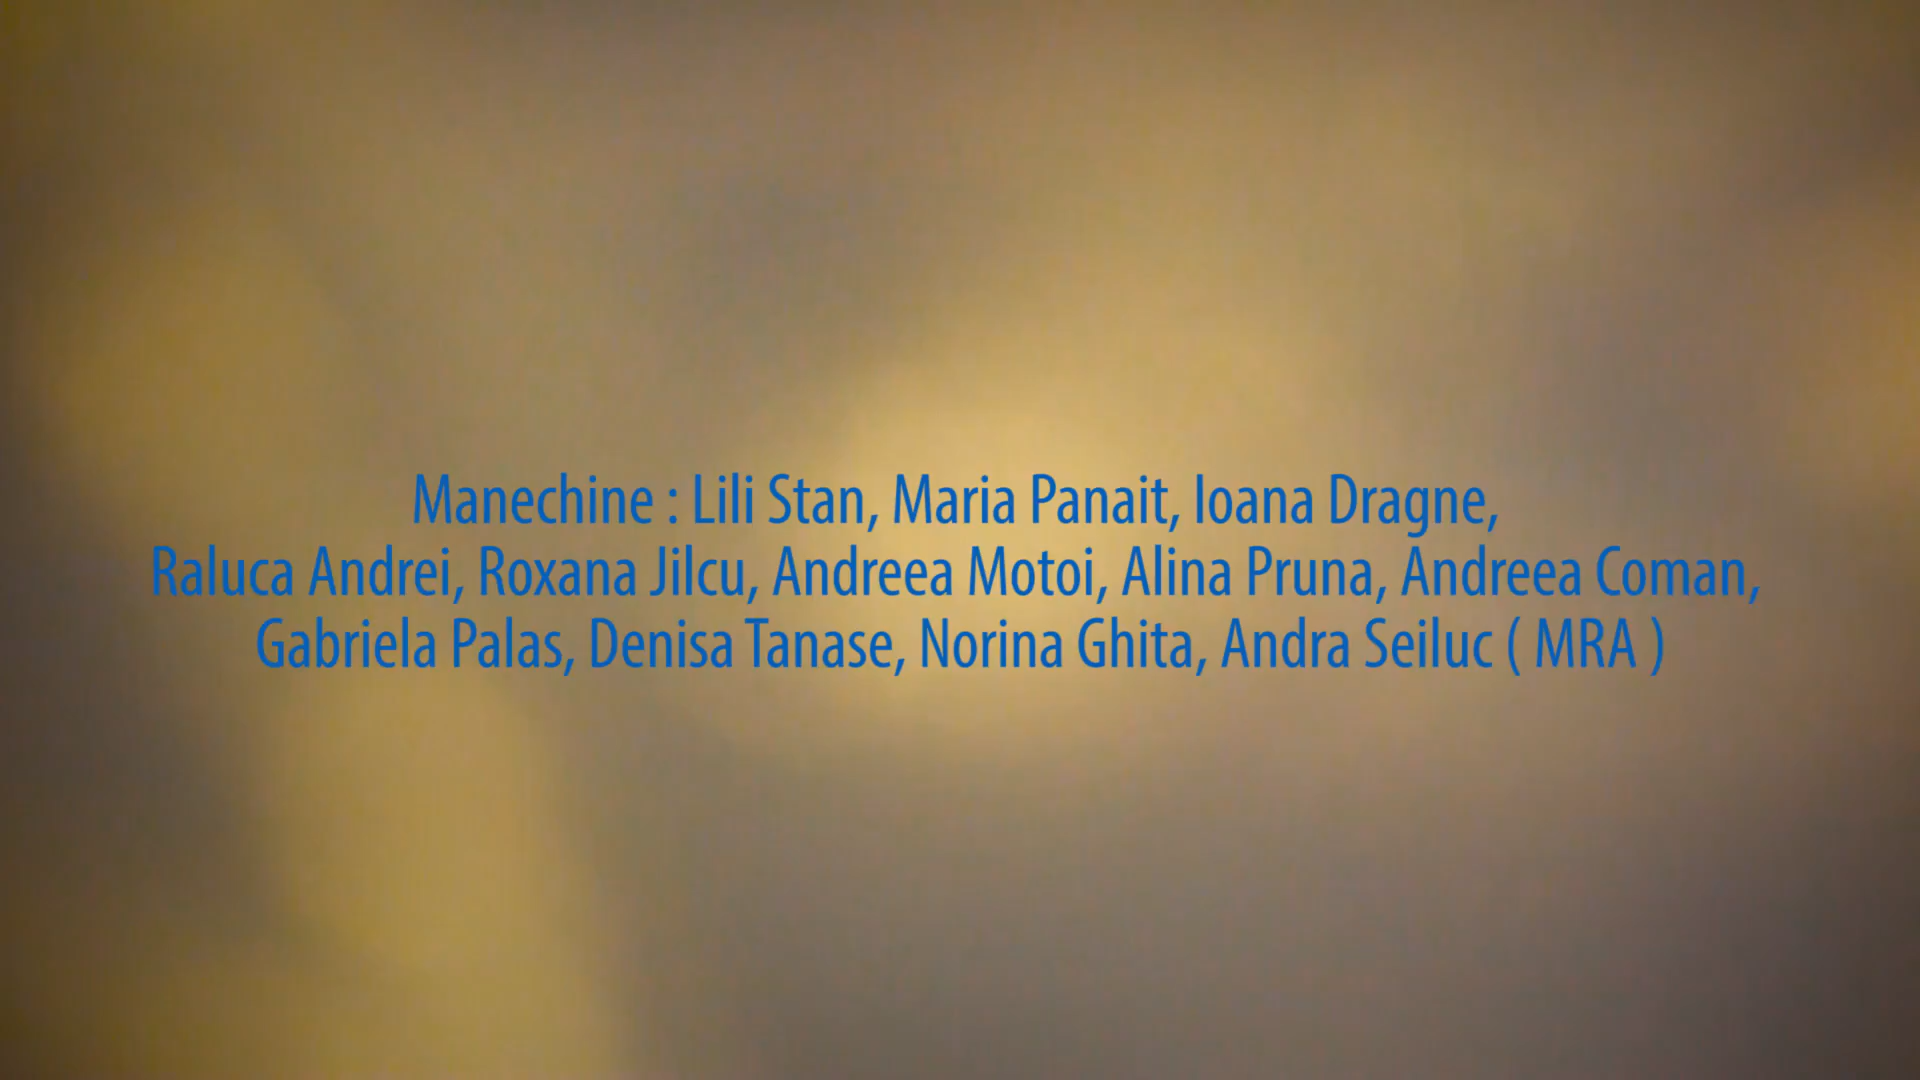 Manechine : Lili Stan, Maria Panait, Ioana Dragne,
Raluca Andrei, Roxana Jilcu, Andreea Motoi, Alina Pruna, Andreea Coman,
Gabriela Palas, Denisa Tanase, Norina Ghita, Andra Seiluc ( MRA )